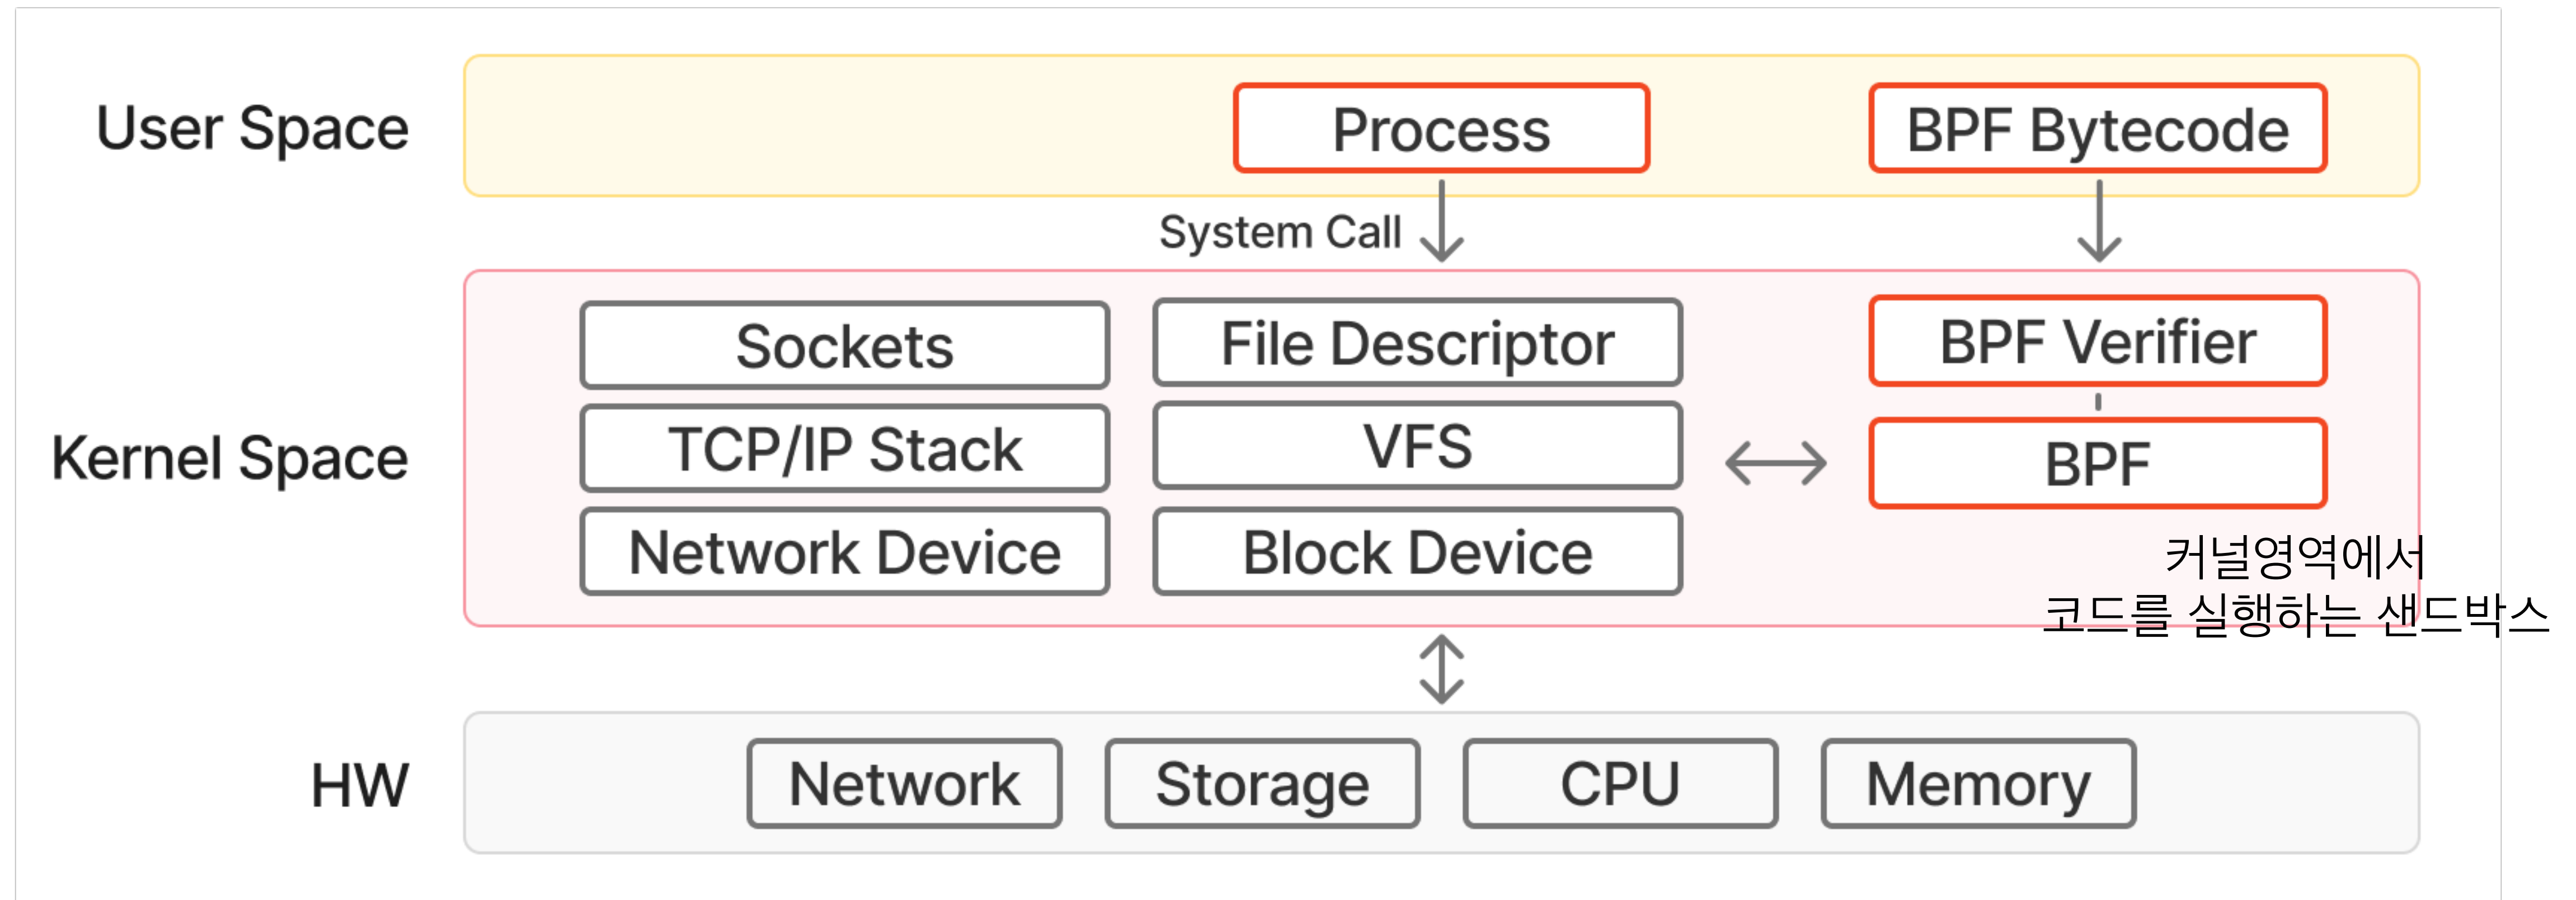 User Space
Process
BPF Bytecode
System Call
Kernel Space
Sockets
File Descriptor
BPF Verifier
TCP/IP Stack
VFS
BPF
Network Device
Block Device
커널영역에서
코드를 실행하는 샌드박스
HW
Network
Storage
CPU
Memory